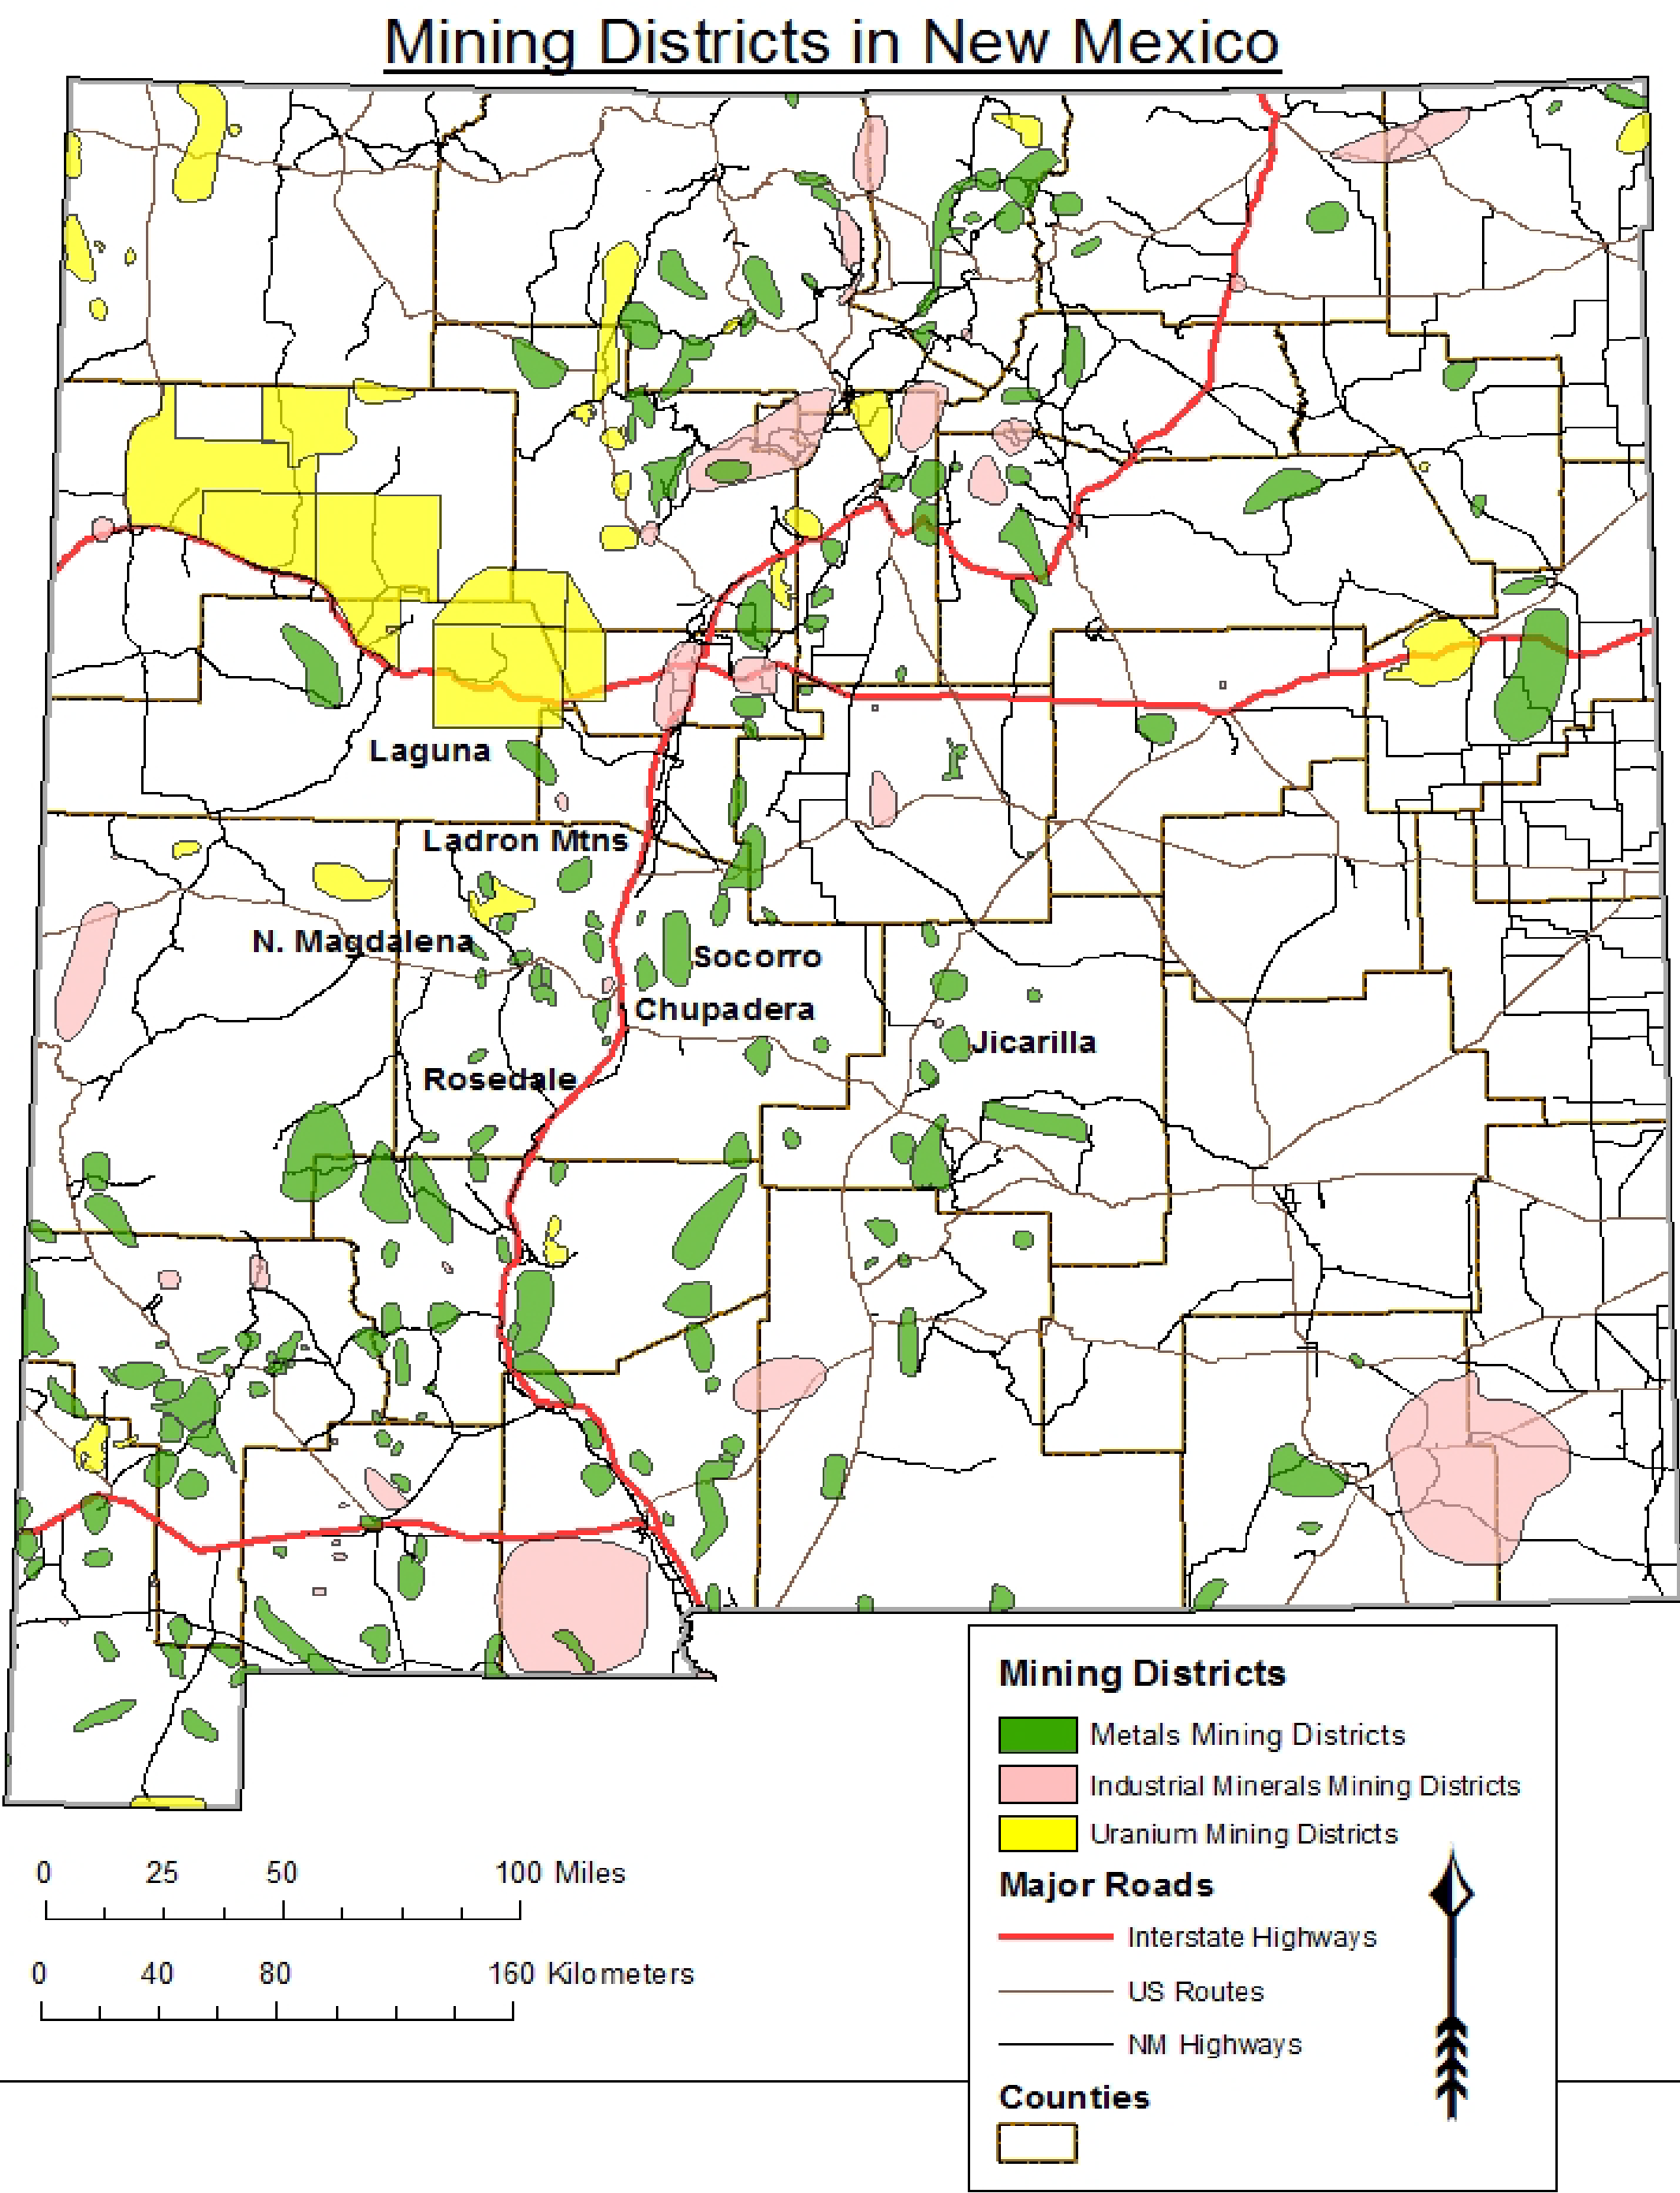 Mining Districts in New Mexico
Laguna
Ladron Mtns
N. Magdalena
Socorro
Chupadera
Jicarilla
Rosedale
Mining Districts
Metals Mining Districts
Industrial Minerals Mining Districts
Uranium Mining Districts
Major Roads
Interstate Highways
US Routes
NM Highways
Counties
0 25 50 100 Miles
0 40 80 160 Kilometers